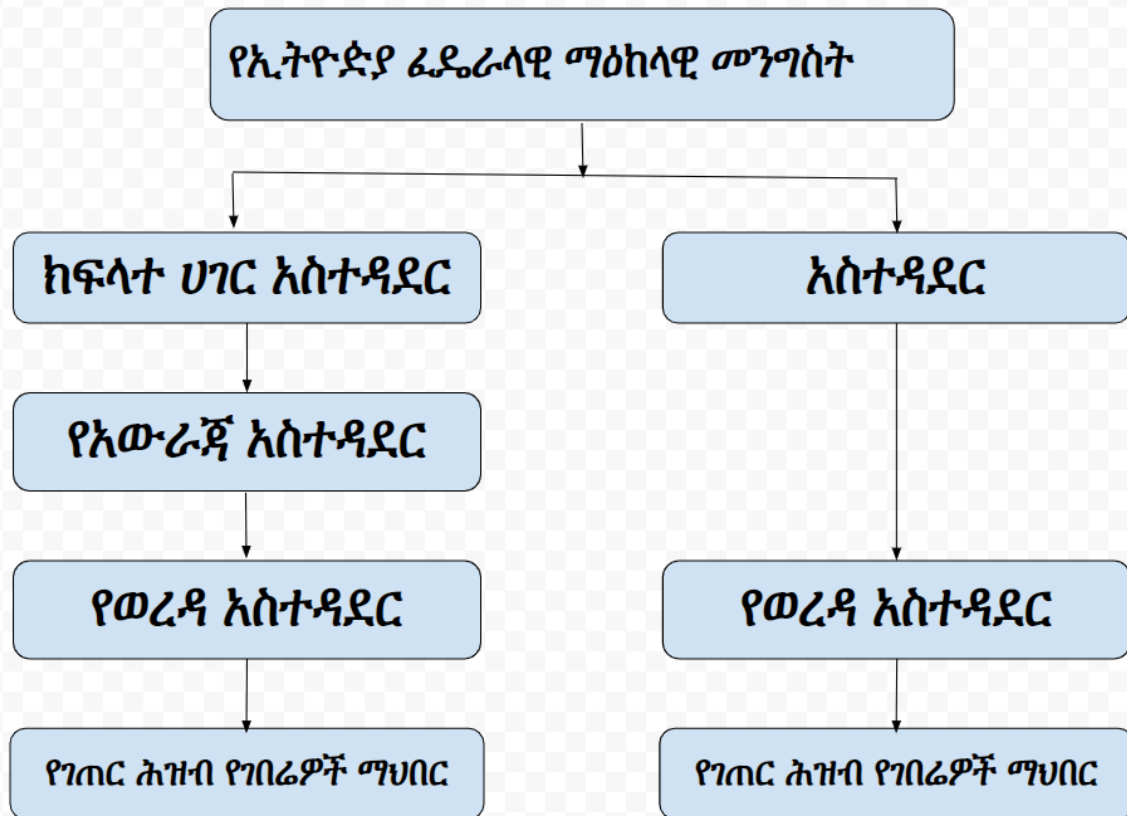 የኢትዮጵያ ፈዴራላዊ ማዕከላዊ መንግስት
ክፍላተ ሀገር አስተዳደር
አስተዳደር
የአውራጃ አስተዳደር
የወረዳ አስተዳደር
የወረዳ አስተዳደር
የገጠር ሕዝብ የገበሬዎች ማህበር
የገጠር ሕዝብ የገበሬዎች ማህበር